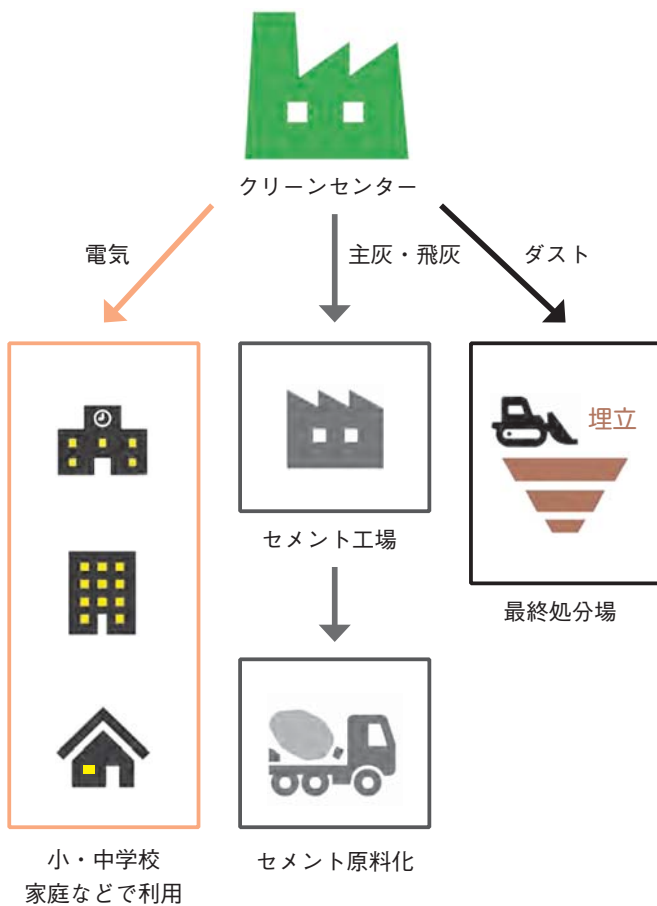 クリーンセンター
電気
主灰・飛灰
ダスト
埋立
セメント工場
最終処分場
小・中学校
家庭などで利用
セメント原料化